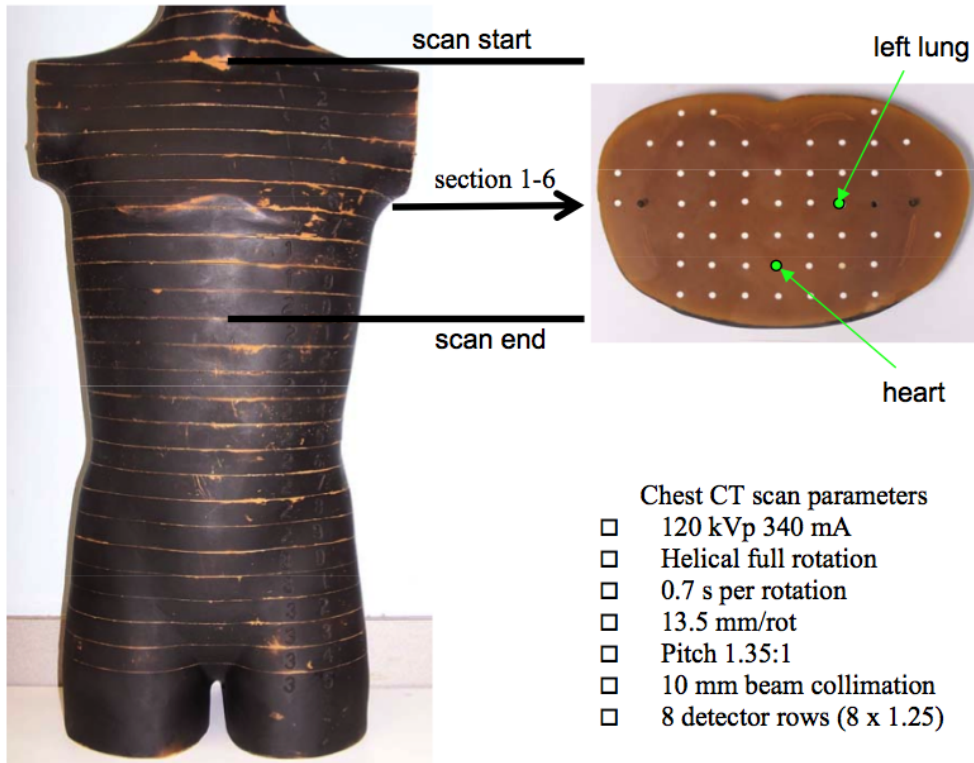 scan start
left lung
section 1-6
scan end
heart
Chest CT scan parameters
120 kVp 340 mA
Helical full rotation
0.7 s per rotation
13.5 mm/rot
Pitch 1.35:1
10 mm beam collimation
8 detector rows (8 x 1.25)